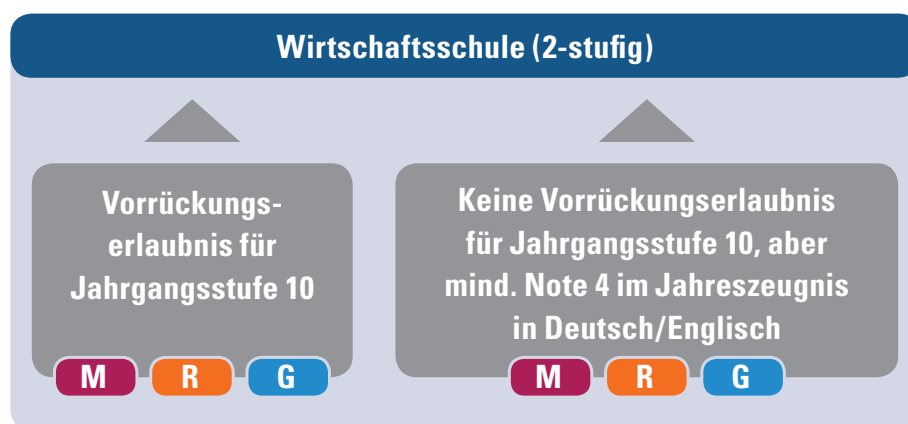 Wirtschaftsschule (2-stufig)
Vorrückungs-
erlaubnis für
Jahrgangsstufe 10
M R G
Keine Vorrückungserlaubnis
für Jahrgangsstufe 10, aber
mind. Note 4 im Jahreszeugnis
in Deutsch/Englisch
M R G